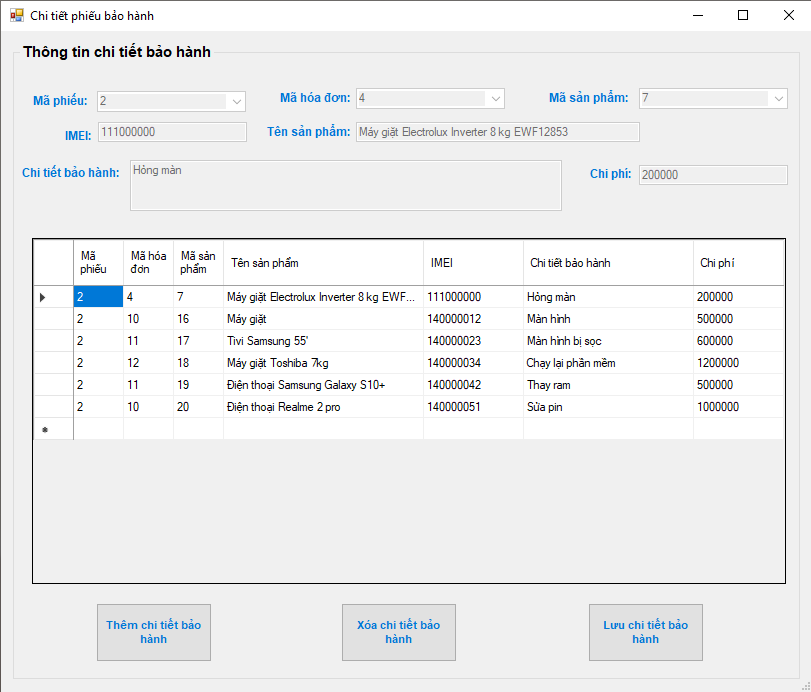 Chi tiết phiếu bảo hành
Thông tin chi tiết bảo hành
Mã phiếu: 2 Mã hóa đơn: 4 Mã sản phẩm: 7
IMEI: 111000000 Tên sản phẩm: Máy giặt Electrolux Inverter 8 kg EWF12853
Chi tiết bảo hành: Hỏng màn Chi phí: 200000
Mã phiếu Mã hóa đơn Mã sản phẩm Tên sản phẩm IMEI Chi tiết bảo hành Chi phí
2 4 7 Máy giặt Electrolux Inverter 8 kg EWF... 111000000 Hỏng màn 200000
2 10 16 Máy giặt 140000012 Màn hình 500000
2 11 17 Tivi Samsung 55' 140000023 Màn hình bị sọc 600000
2 12 18 Máy giặt Toshiba 7kg 140000034 Chạy lại phần mềm 1200000
2 11 19 Điện thoại Samsung Galaxy S10+ 140000042 Thay ram 500000
2 10 20 Điện thoại Realme 2 pro 140000051 Sửa pin 1000000
Thêm chi tiết bảo hành
Xóa chi tiết bảo hành
Lưu chi tiết bảo hành